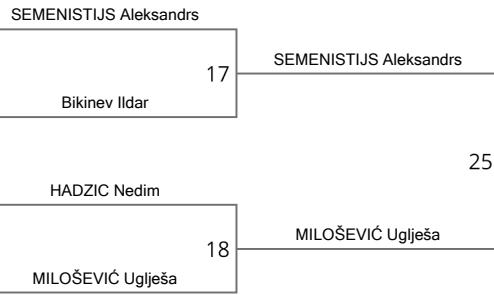 SEMENISTIJS Aleksandrs
17
SEMENISTIJS Aleksandrs
Bikinev Ildar
25
HADZIC Nedim
18
MILOŠEVIĆ Uglješa
MILOŠEVIĆ Uglješa